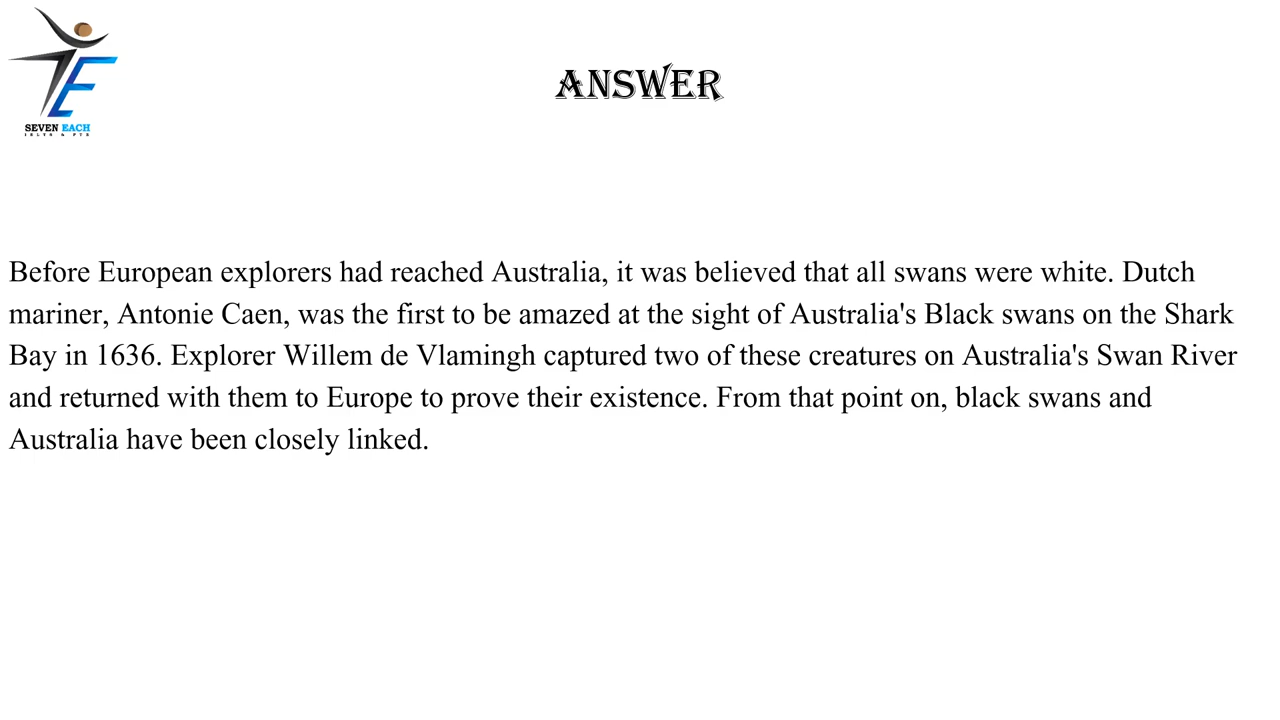 SEVEN EACH
IELTS & PTE
ANSWER
Before European explorers had reached Australia, it was believed that all swans were white. Dutch
mariner, Antonie Caen, was the first to be amazed at the sight of Australia's Black swans on the Shark
Bay in 1636. Explorer Willem de Vlamingh captured two of these creatures on Australia's Swan River
and returned with them to Europe to prove their existence. From that point on, black swans and
Australia have been closely linked.